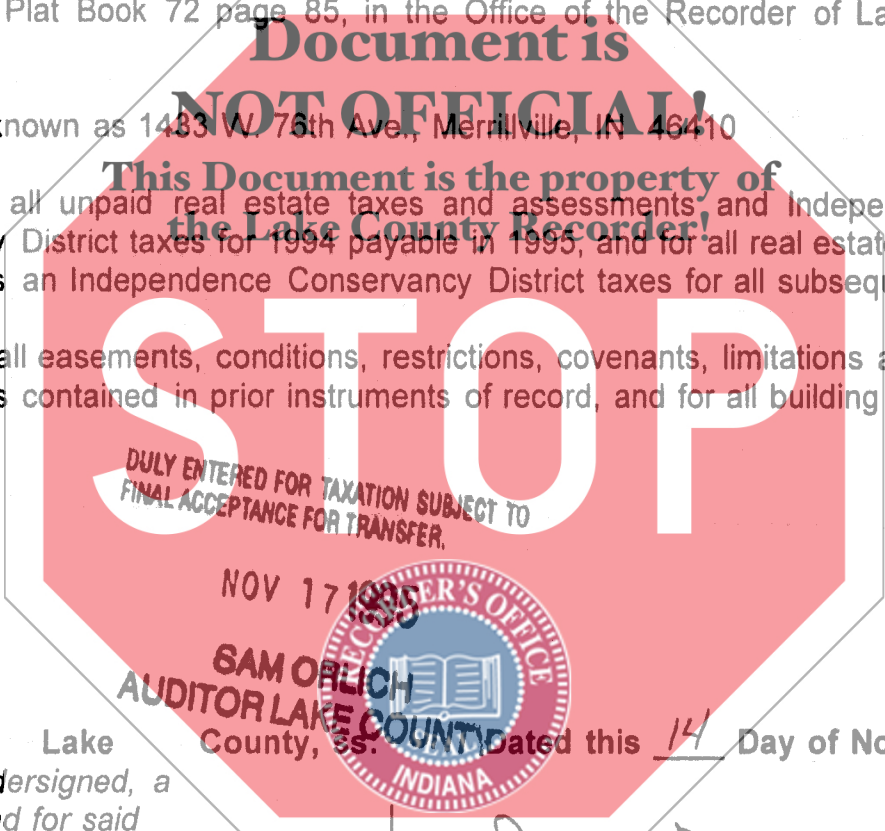 Plat Book 72 page 85, in the Office of the Recorder of La
Document is
NOT OFFICIAL!
nown as 1433 W. 76th Ave., Merrillville, IN 46410
This Document is the property of
the Lake County Recorder!
all unpaid real estate taxes and assessments and Indepe
District taxes for 1994 payable in 1995, and for all real estat
s an Independence Conservancy District taxes for all subsequ
STOP
all easements, conditions, restrictions, covenants, limitations a
s contained in prior instruments of record, and for all building
DULY ENTERED FOR TAXATION SUBJECT TO
FINAL ACCEPTANCE FOR TRANSFER.
NOV 17 1995
RECORDER'S OFFICE
SAM ORLICH
AUDITOR LAKE COUNTY
Lake County, ss: Dated this 14 Day of No
INDIANA
dersigned, a
d for said